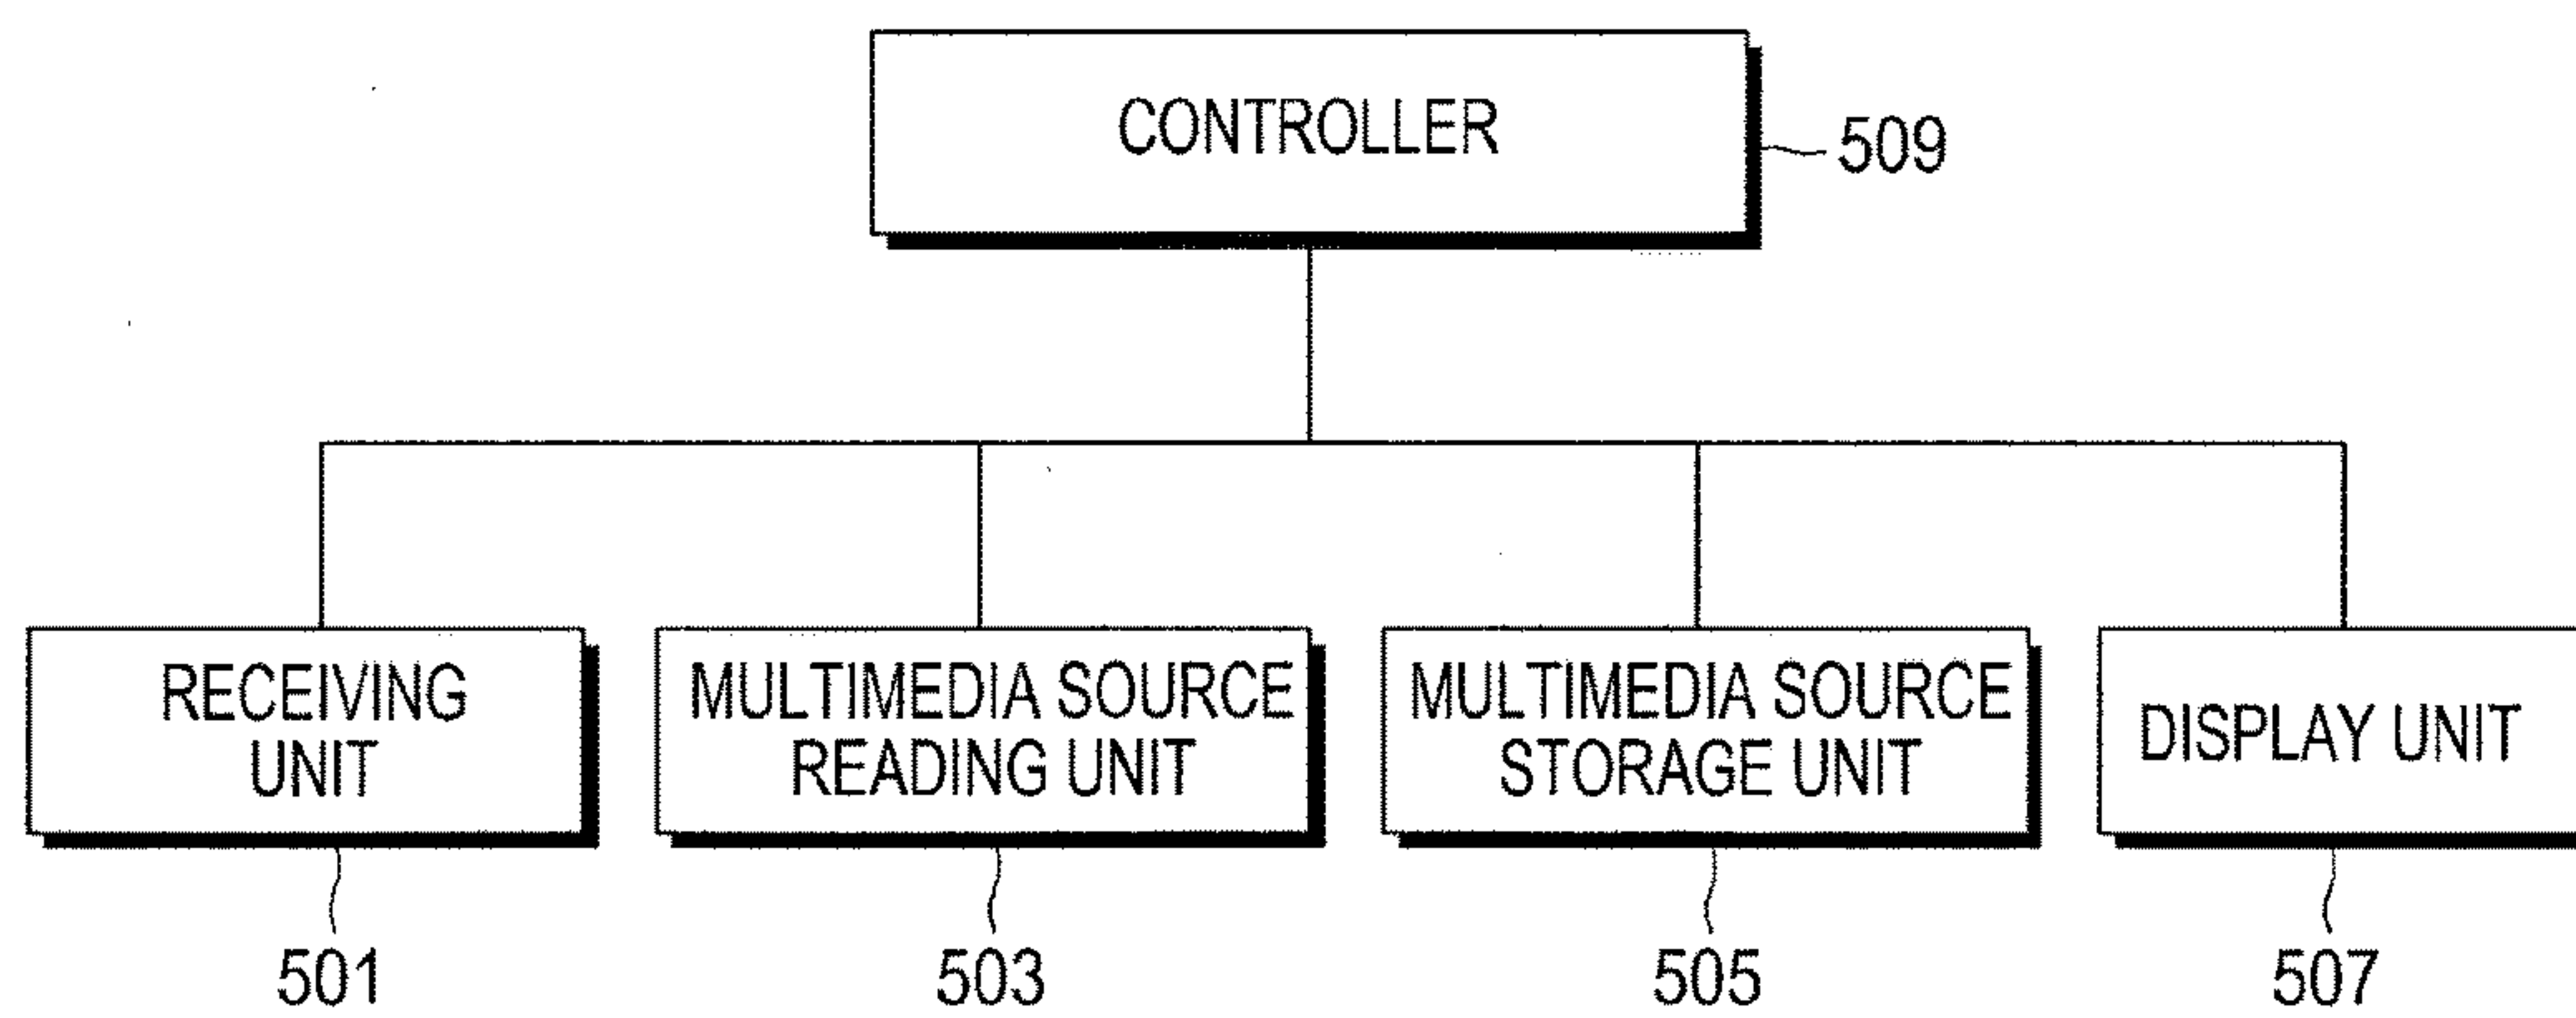 CONTROLLER
509
RECEIVING
UNIT
MULTIMEDIA SOURCE
READING UNIT
MULTIMEDIA SOURCE
STORAGE UNIT
DISPLAY UNIT
501
503
505
507